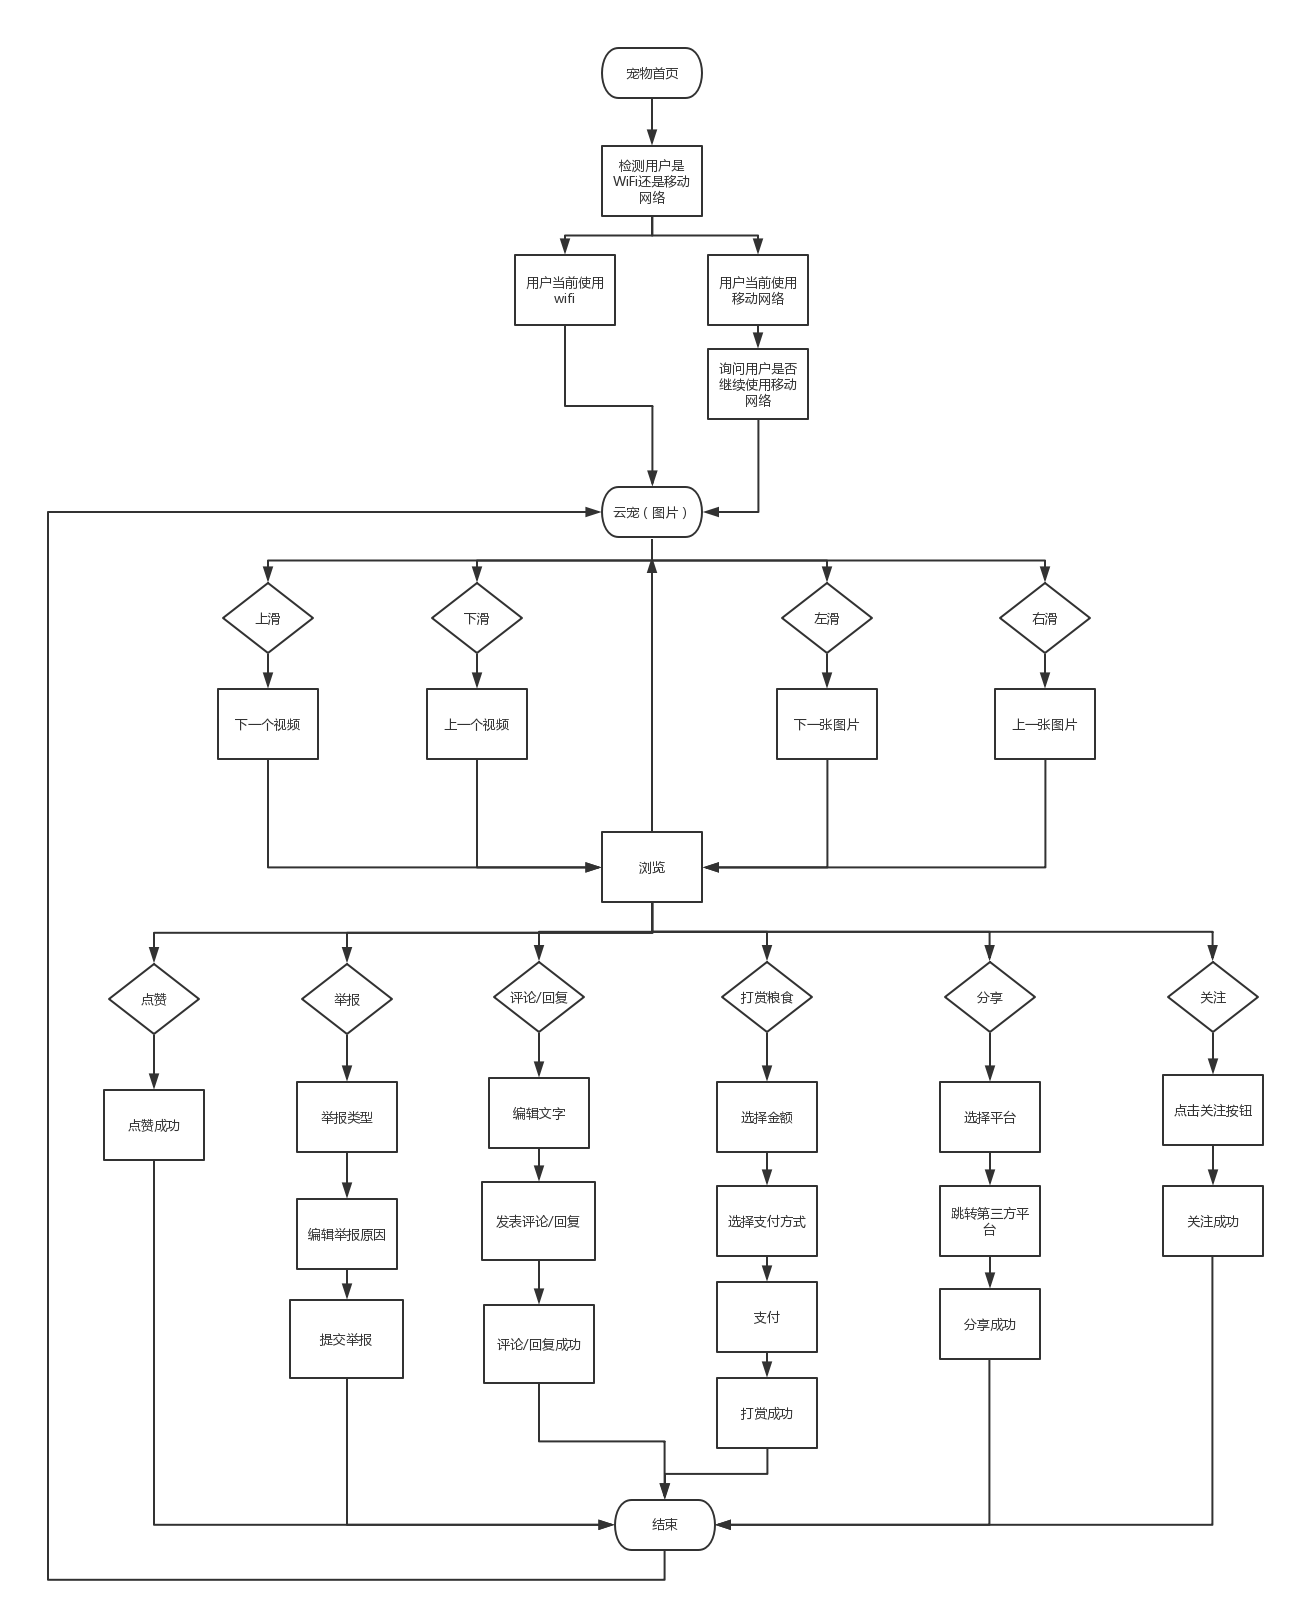 宠物首页
检测用户是
WiFi还是移动
网络
用户当前使用
wifi
用户当前使用
移动网络
询问用户是否
继续使用移动
网络
云宠（图片）
上滑
下滑
左滑
右滑
下一个视频
上一个视频
下一张图片
上一张图片
浏览
点赞
举报
评论/回复
打赏粮食
分享
关注
点赞成功
举报类型
编辑文字
选择金额
选择平台
点击关注按钮
编辑举报原因
发表评论/回复
选择支付方式
跳转第三方平
台
关注成功
提交举报
评论/回复成功
支付
分享成功
打赏成功
结束